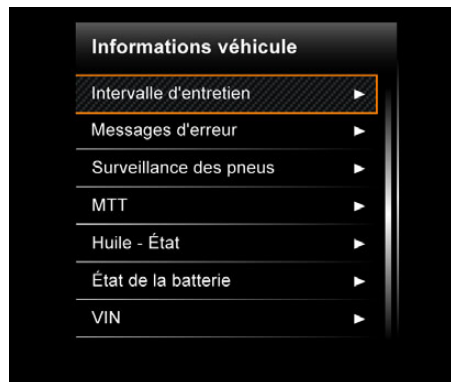 Informations véhicule
Intervalle d'entretien
Messages d'erreur
Surveillance des pneus
MTT
Huile - État
État de la batterie
VIN